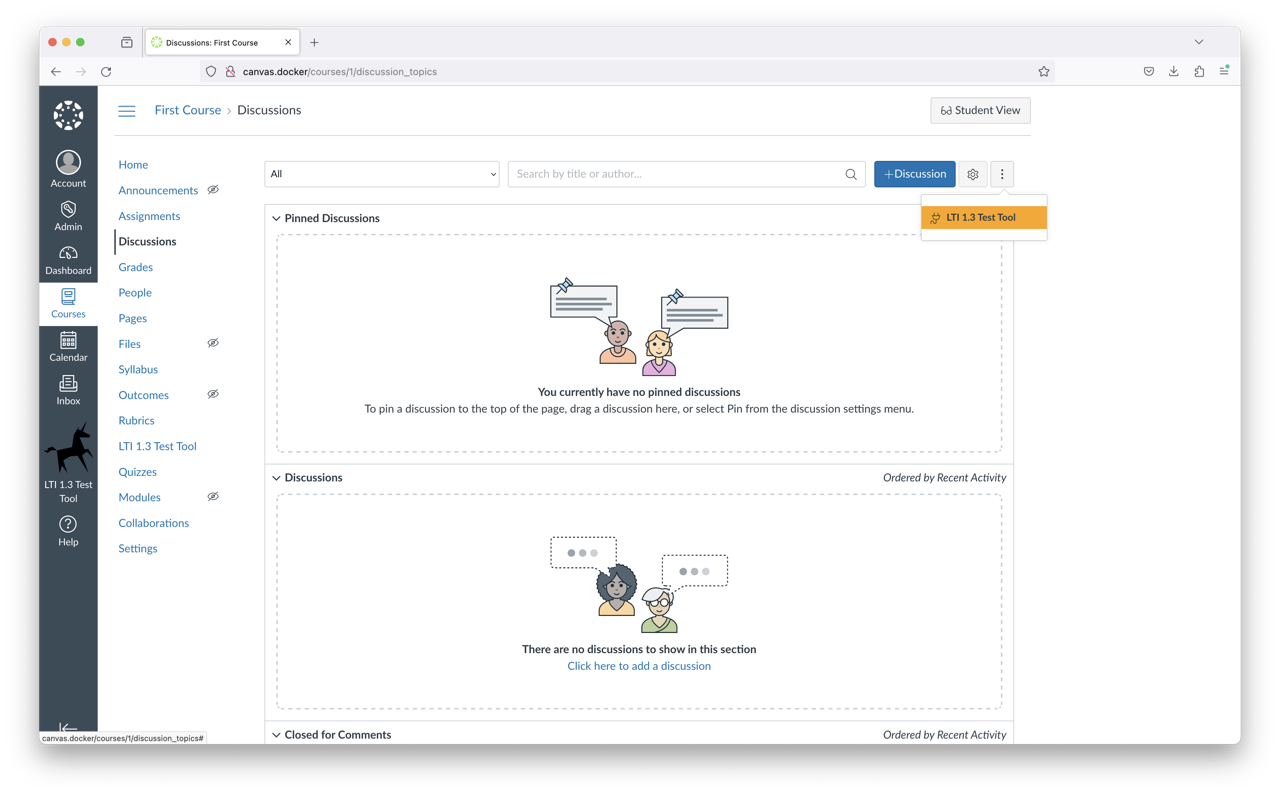 Discussions: First Course
canvas.docker/courses/1/discussion_topics
First Course › Discussions
Student View
Account
Admin
Dashboard
Courses
Calendar
Inbox
LTI 1.3 Test
Tool
Help
Home
Announcements
Assignments
Discussions
Grades
People
Pages
Files
Syllabus
Outcomes
Rubrics
LTI 1.3 Test Tool
Quizzes
Modules
Collaborations
Settings
All
Search by title or author...
+Discussion
LTI 1.3 Test Tool
Pinned Discussions
You currently have no pinned discussions
To pin a discussion to the top of the page, drag a discussion here, or select Pin from the discussion settings menu.
Discussions
Ordered by Recent Activity
There are no discussions to show in this section
Click here to add a discussion
Closed for Comments
Ordered by Recent Activity
canvas.docker/courses/1/discussion_topics#